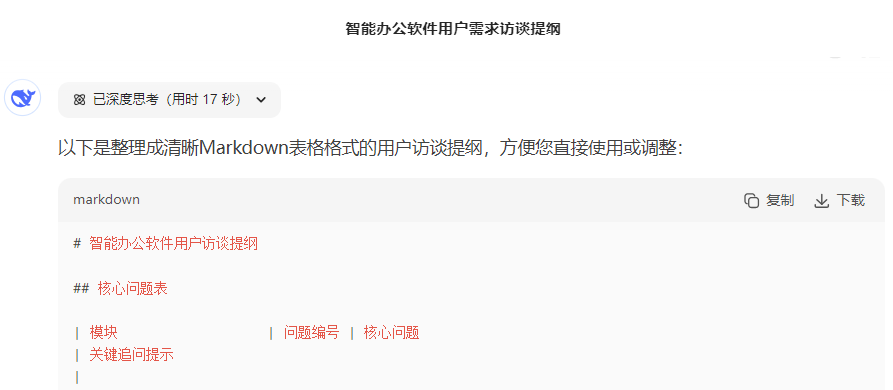 智能办公软件用户需求访谈提纲
已深度思考（用时 17 秒）
以下是整理成清晰Markdown表格格式的用户访谈提纲，方便您直接使用或调整：
markdown 复制 下载
# 智能办公软件用户访谈提纲
## 核心问题表
| 模块 | 问题编号 | 核心问题
| 关键追问提示
|